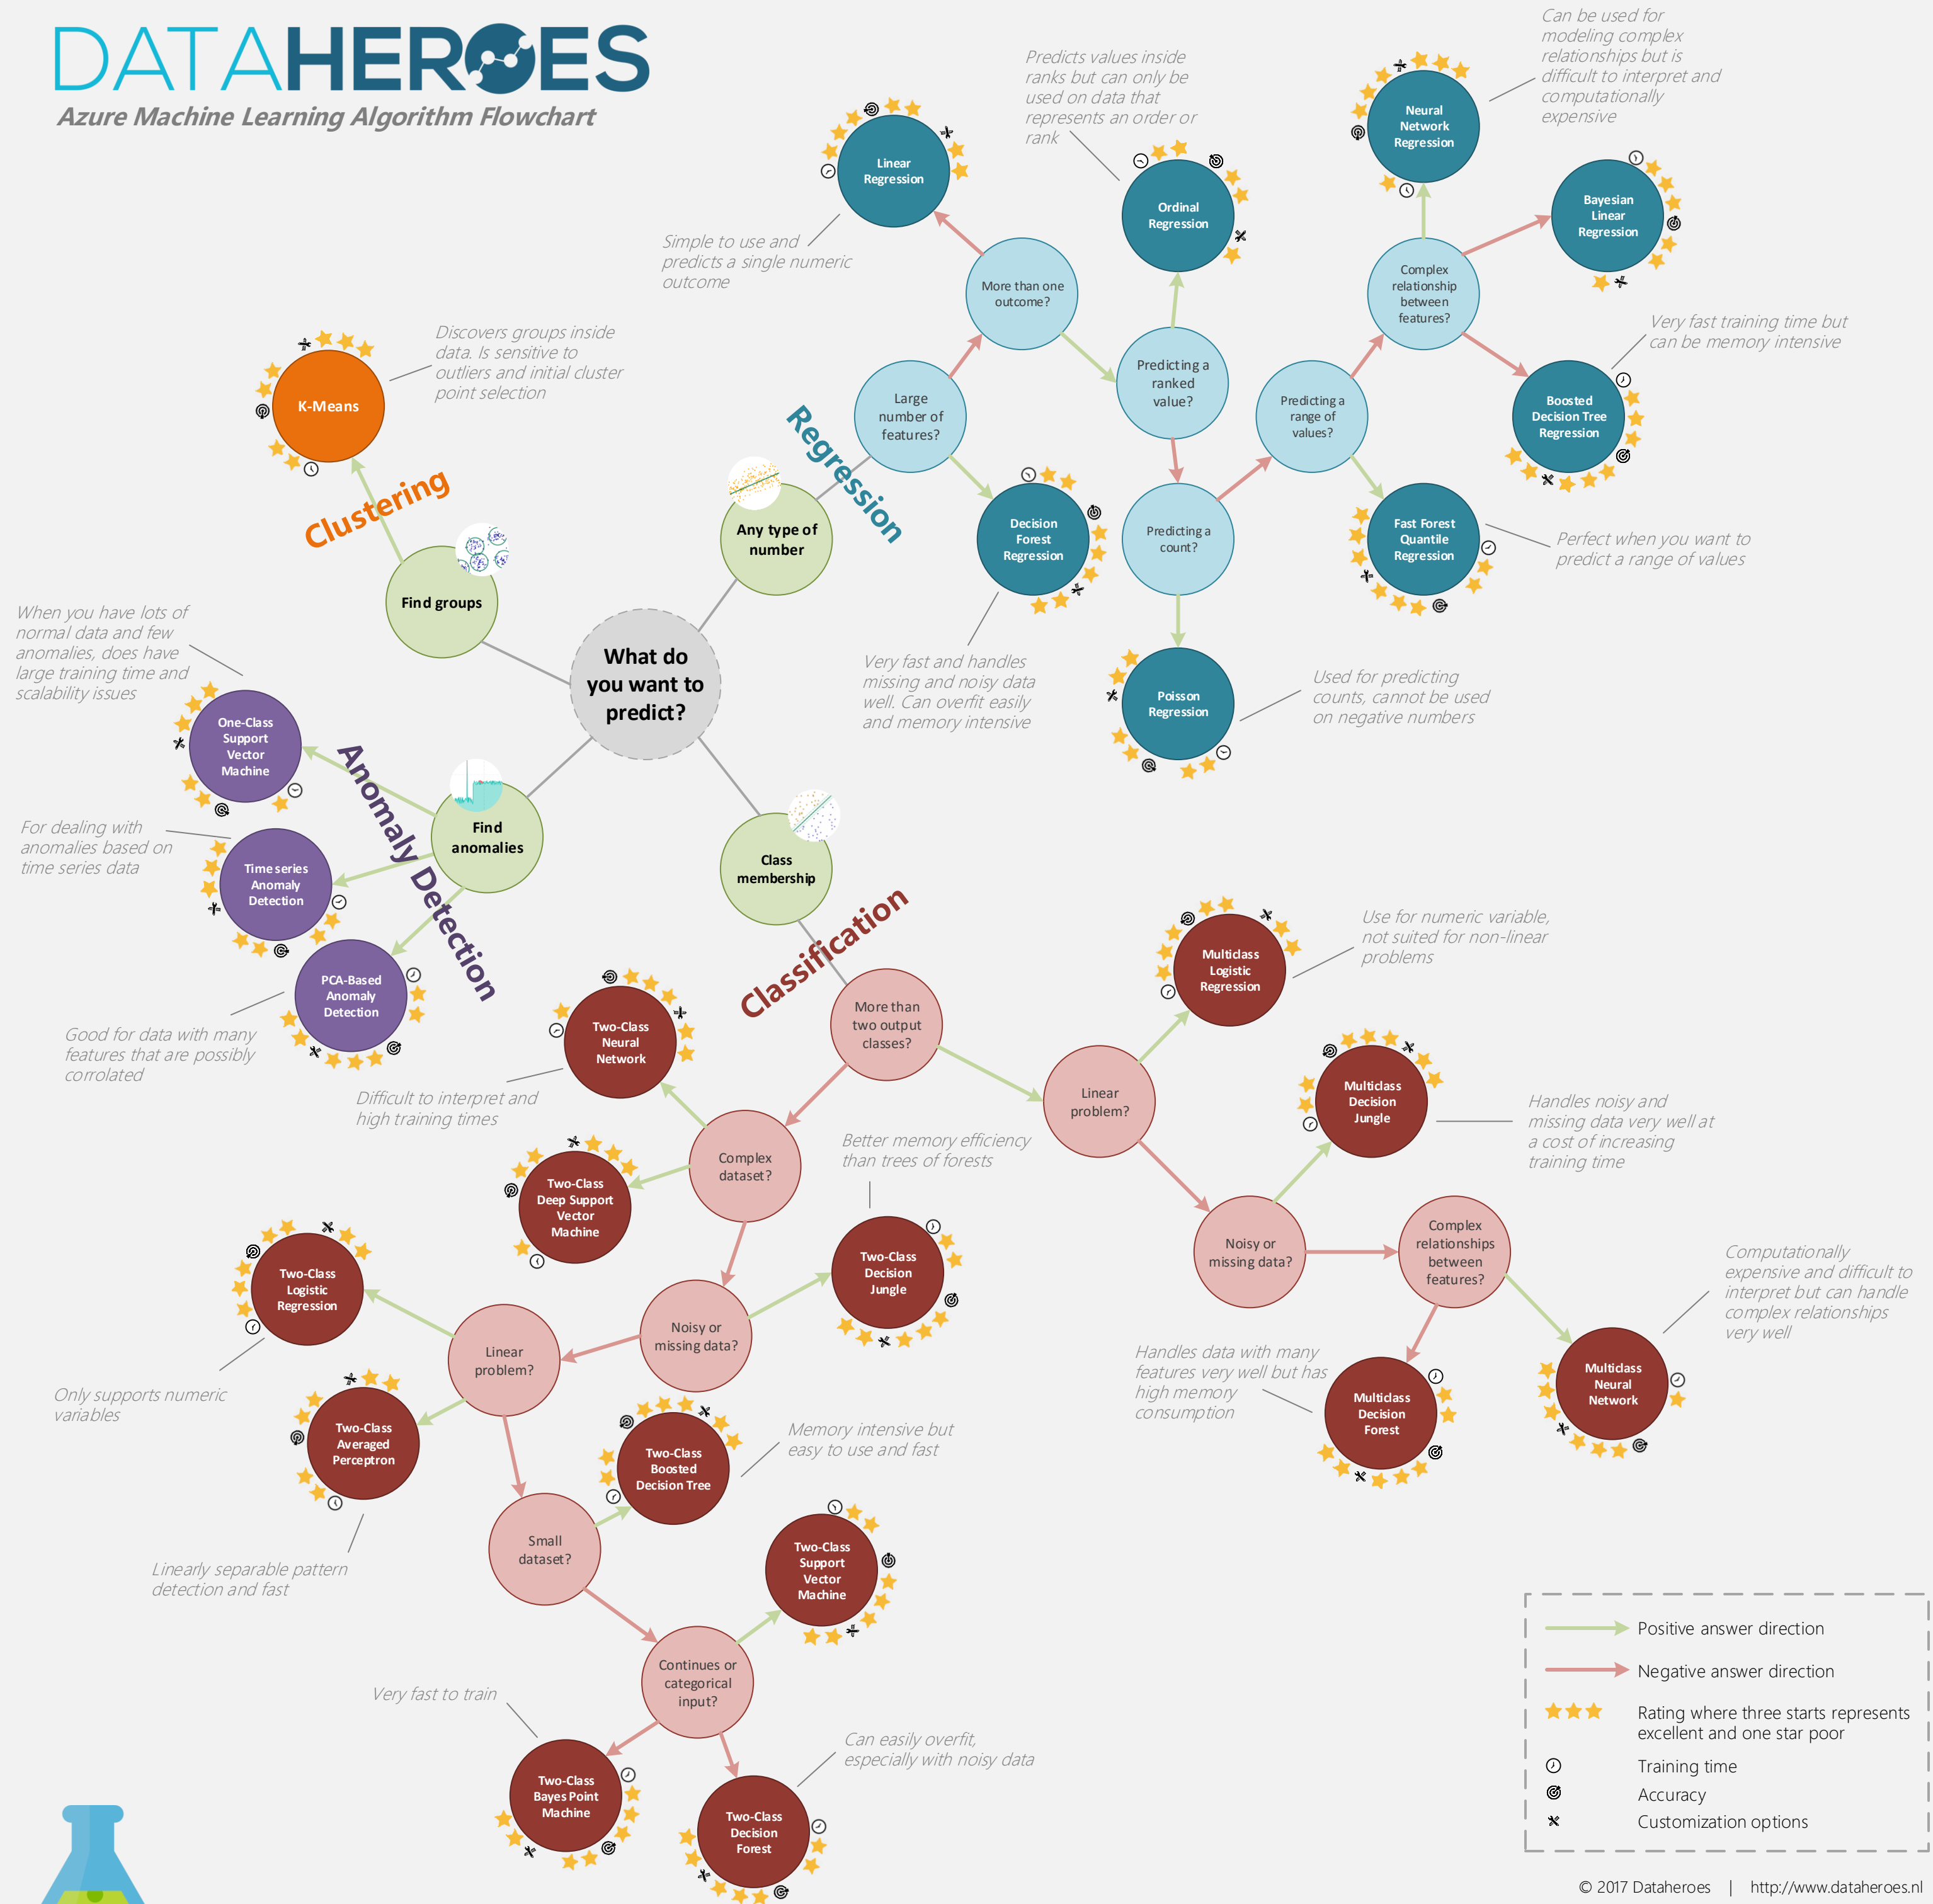 DATAHEROES
Azure Machine Learning Algorithm Flowchart
What do
you want to
predict?
Find groups
Clustering
K-Means
Discovers groups inside
data. Is sensitive to
outliers and initial cluster
point selection
Any type of
number
Regression
Large
number of
features?
More than one
outcome?
Linear
Regression
Simple to use and
predicts a single numeric
outcome
Predicts values inside
ranks but can only be
used on data that
represents an order or
rank
Ordinal
Regression
Predicting a
ranked
value?
Decision
Forest
Regression
Very fast and handles
missing and noisy data
well. Can overfit easily
and memory intensive
Predicting a
count?
Poisson
Regression
Used for predicting
counts, cannot be used
on negative numbers
Predicting a
range of
values?
Fast Forest
Quantile
Regression
Perfect when you want to
predict a range of values
Complex
relationship
between
features?
Neural
Network
Regression
Can be used for
modeling complex
relationships but is
difficult to interpret and
computationally
expensive
Bayesian
Linear
Regression
Boosted
Decision Tree
Regression
Very fast training time but
can be memory intensive
Find
anomalies
Anomaly Detection
When you have lots of
normal data and few
anomalies, does have
large training time and
scalability issues
One-Class
Support
Vector
Machine
For dealing with
anomalies based on
time series data
Time series
Anomaly
Detection
PCA-Based
Anomaly
Detection
Good for data with many
features that are possibly
corrolated
Class
membership
Classification
More than
two output
classes?
Linear
problem?
Multiclass
Logistic
Regression
Use for numeric variable,
not suited for non-linear
problems
Noisy or
missing data?
Multiclass
Decision
Jungle
Handles noisy and
missing data very well at
a cost of increasing
training time
Complex
relationships
between
features?
Multiclass
Neural
Network
Computationally
expensive and difficult to
interpret but can handle
complex relationships
very well
Multiclass
Decision
Forest
Handles data with many
features very well but has
high memory
consumption
Complex
dataset?
Two-Class
Neural
Network
Difficult to interpret and
high training times
Two-Class
Deep Support
Vector
Machine
Noisy or
missing data?
Two-Class
Decision
Jungle
Better memory efficiency
than trees of forests
Linear
problem?
Two-Class
Logistic
Regression
Only supports numeric
variables
Two-Class
Averaged
Perceptron
Linearly separable pattern
detection and fast
Small
dataset?
Two-Class
Boosted
Decision Tree
Memory intensive but
easy to use and fast
Continues or
categorical
input?
Two-Class
Support
Vector
Machine
Very fast to train
Two-Class
Bayes Point
Machine
Two-Class
Decision
Forest
Can easily overfit,
especially with noisy data
Positive answer direction
Negative answer direction
Rating where three starts represents
excellent and one star poor
Training time
Accuracy
Customization options
© 2017 Dataheroes | http://www.dataheroes.nl